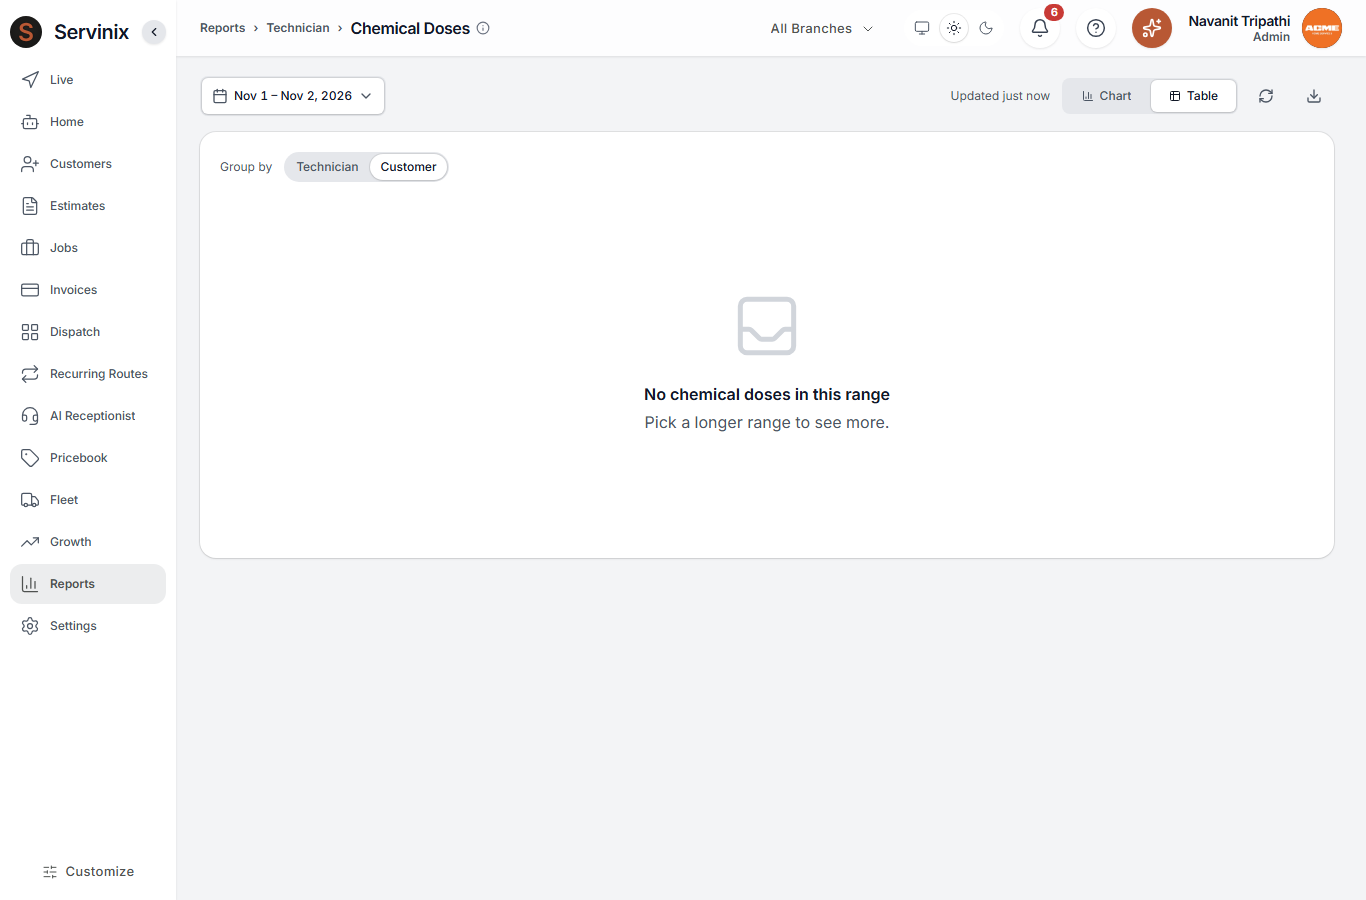 Servinix
Live
Home
Customers
Estimates
Jobs
Invoices
Dispatch
Recurring Routes
AI Receptionist
Pricebook
Fleet
Growth
Reports
Settings
Customize
Reports › Technician › Chemical Doses
All Branches
6
Navanit Tripathi
Admin
ACME
Nov 1 – Nov 2, 2026
Updated just now
Chart
Table
Group by
Technician
Customer
No chemical doses in this range
Pick a longer range to see more.